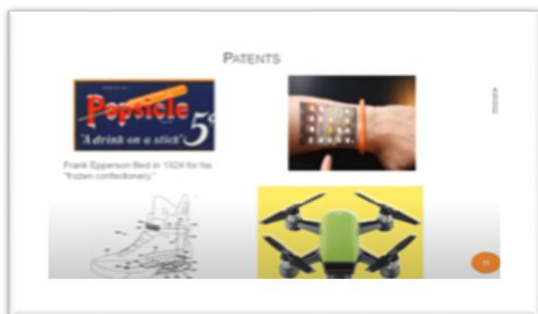 PATENTS
Popsicle
5¢
"A drink on a stick"
Frank Epperson filed in 1924 for his
"frozen confectionery."